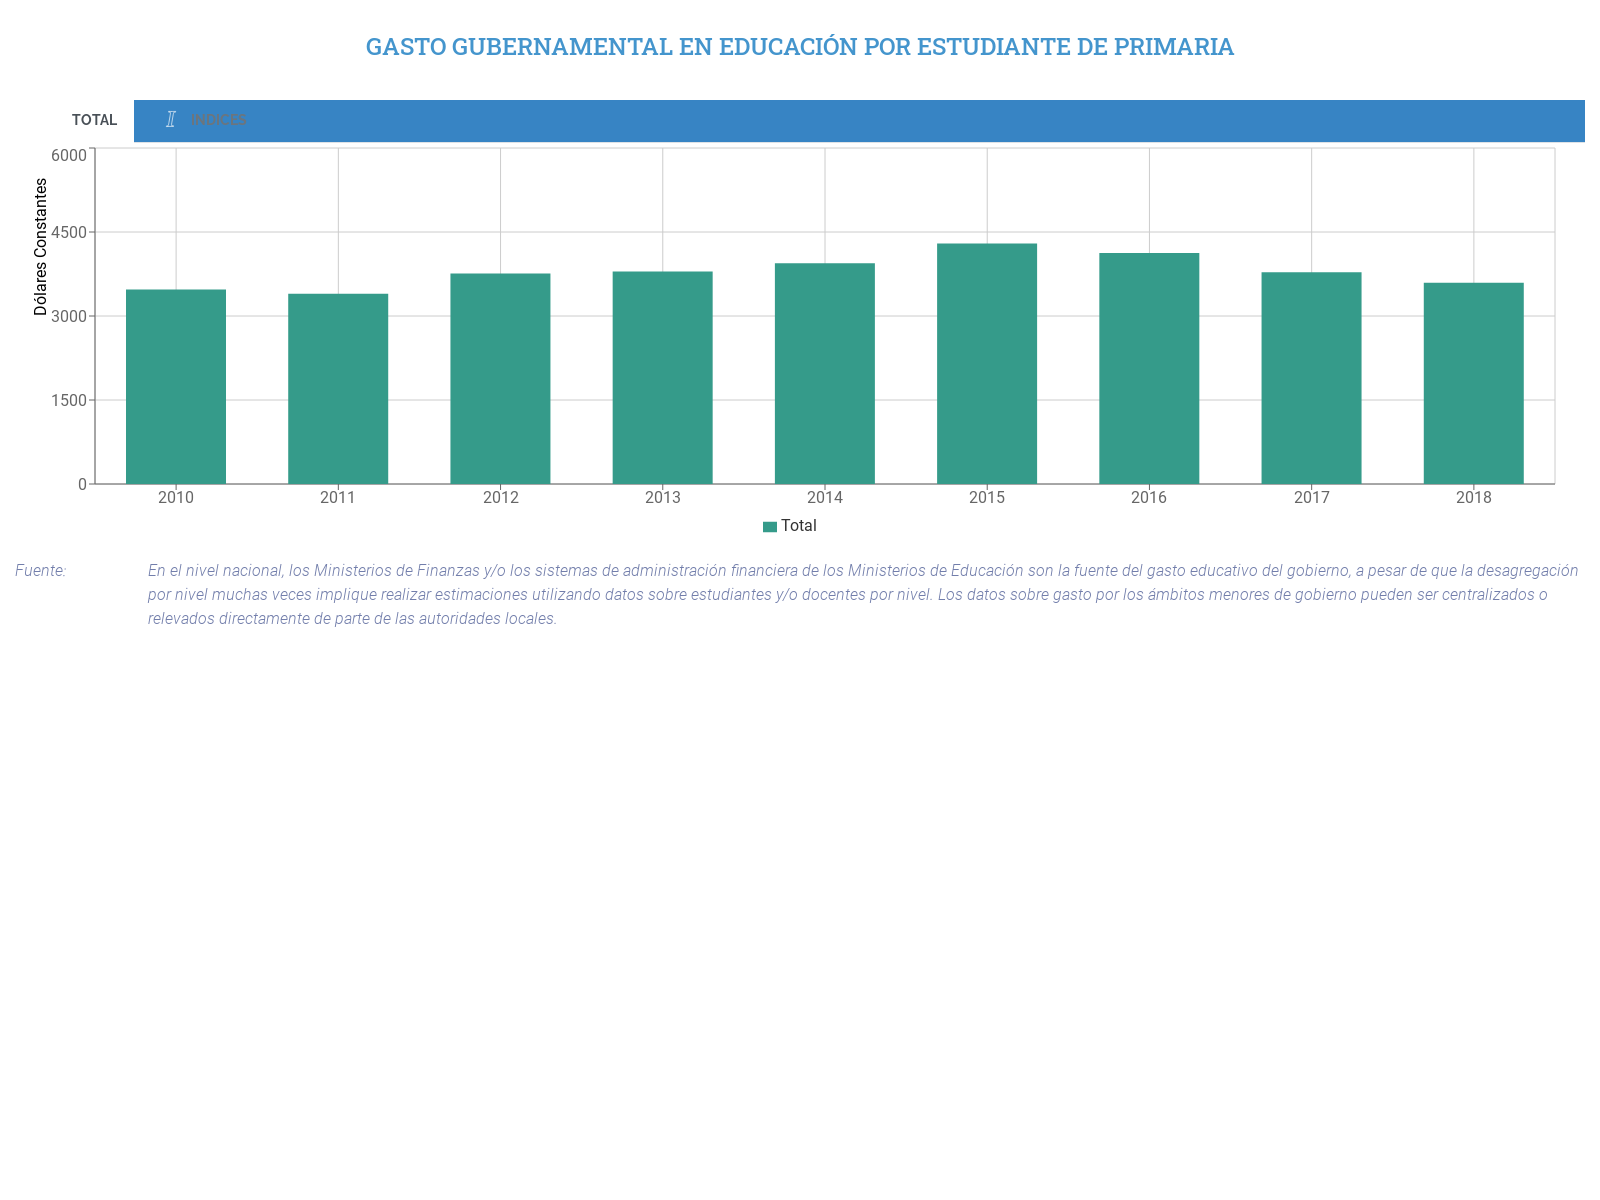 GASTO GUBERNAMENTAL EN EDUCACIÓN POR ESTUDIANTE DE PRIMARIA
TOTAL
INDICES
Dólares Constantes
6000
4500
3000
1500
0
2010 2011 2012 2013 2014 2015 2016 2017 2018
Total
Fuente: En el nivel nacional, los Ministerios de Finanzas y/o los sistemas de administración financiera de los Ministerios de Educación son la fuente del gasto educativo del gobierno, a pesar de que la desagregación
por nivel muchas veces implique realizar estimaciones utilizando datos sobre estudiantes y/o docentes por nivel. Los datos sobre gasto por los ámbitos menores de gobierno pueden ser centralizados o
relevados directamente de parte de las autoridades locales.